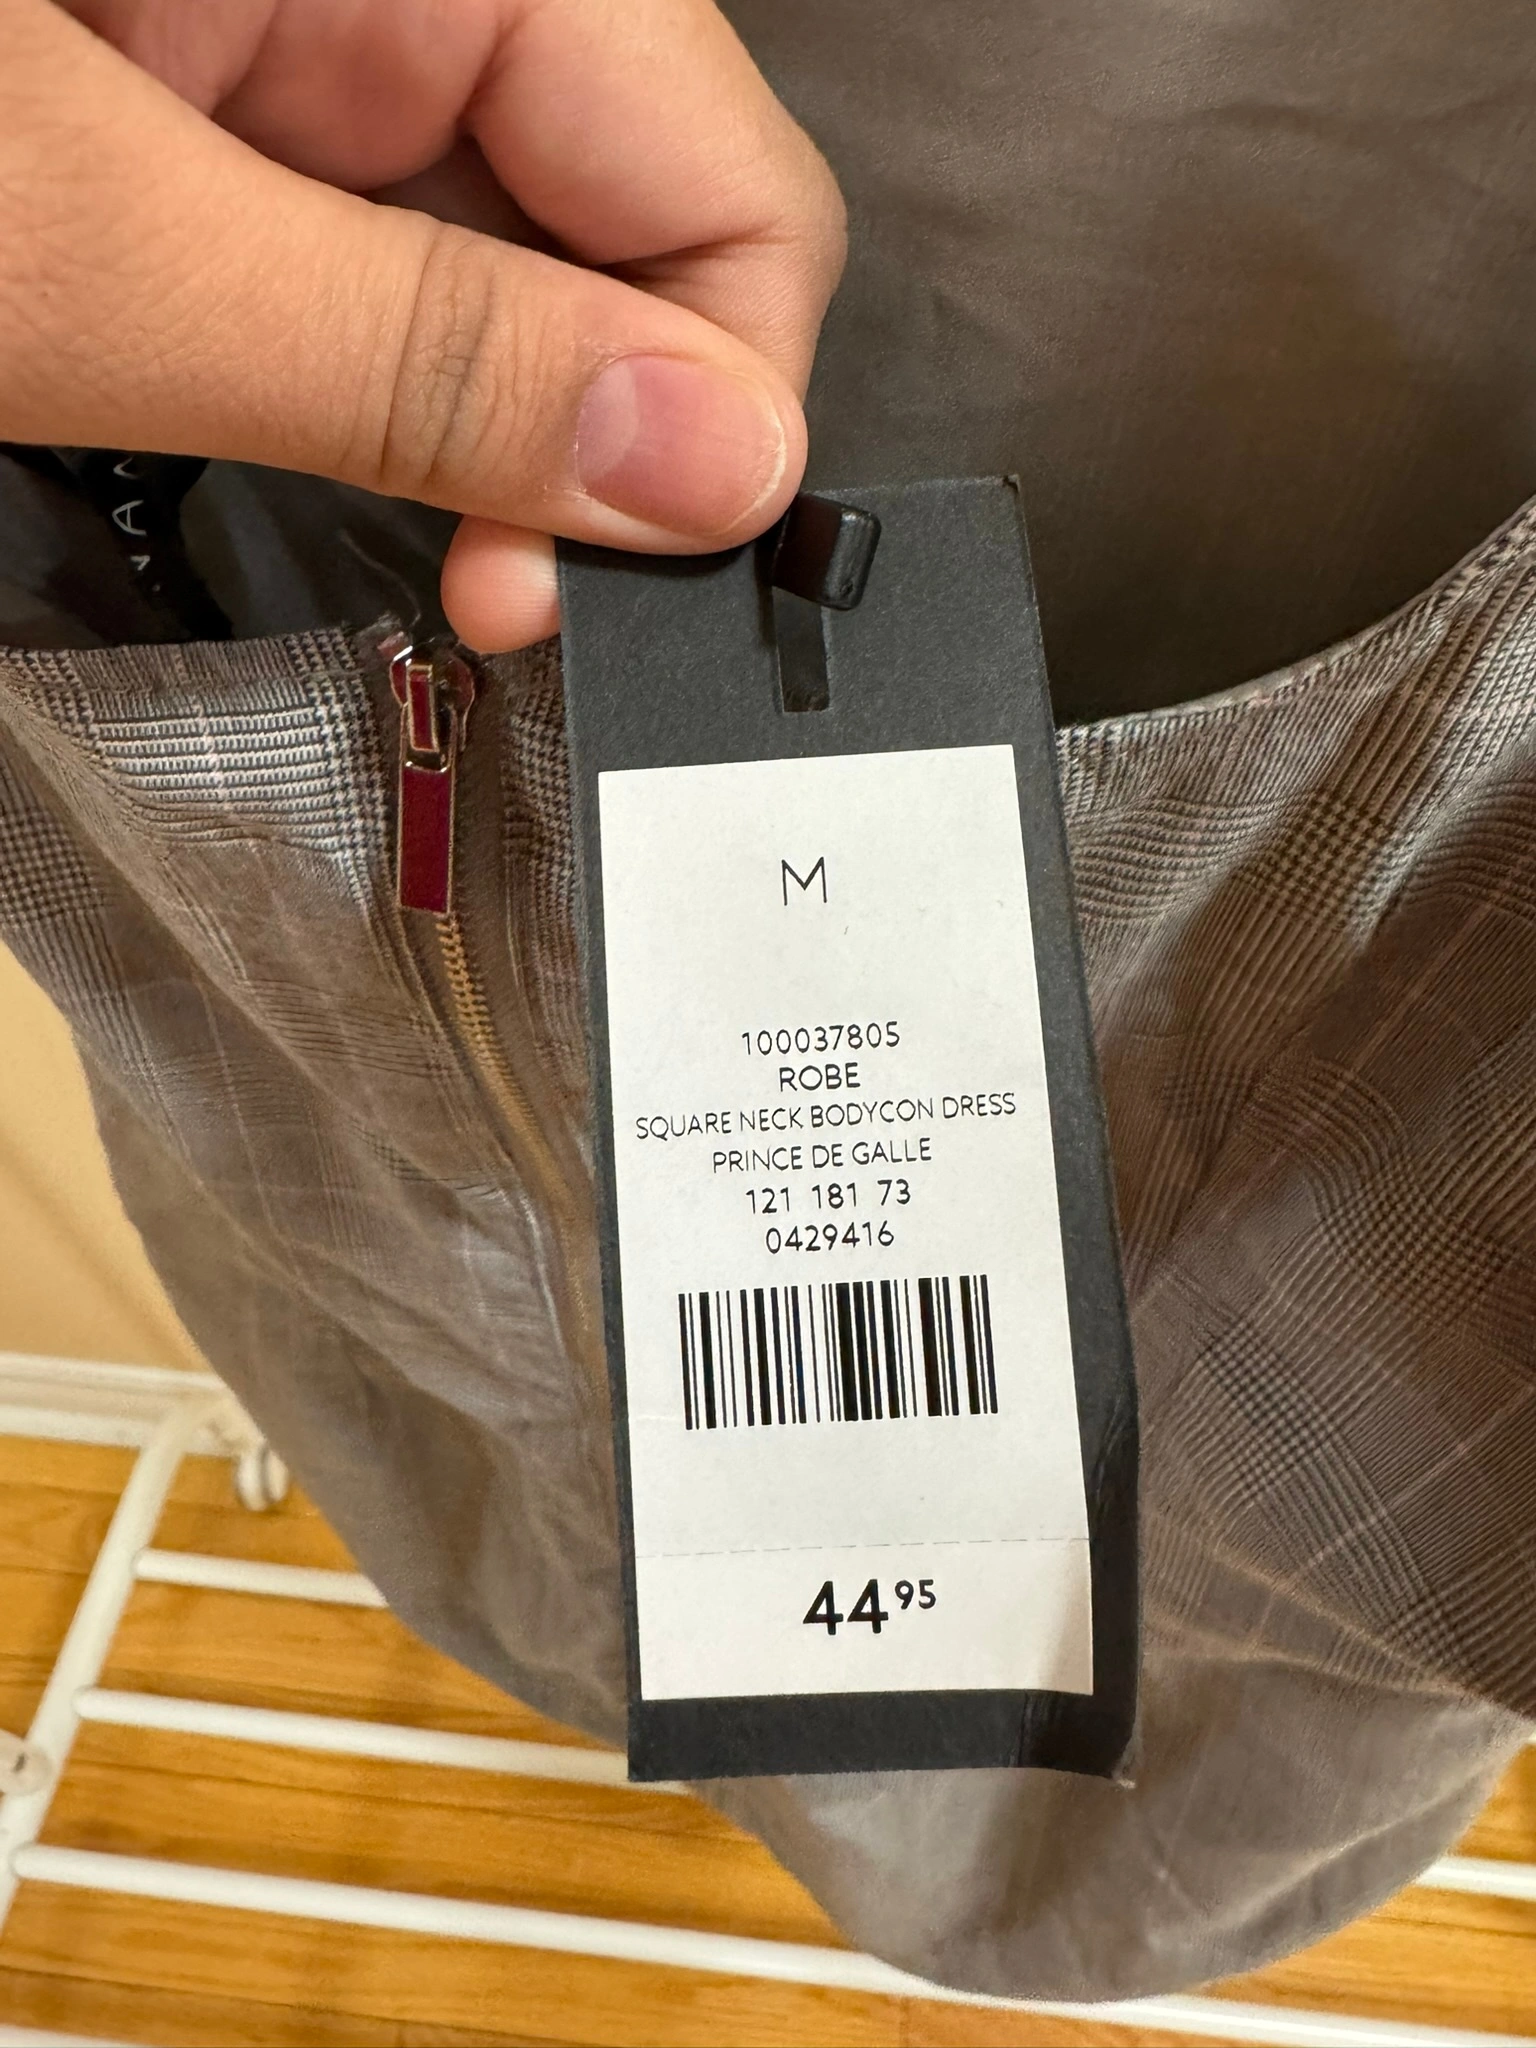 M
100037805
ROBE
SQUARE NECK BODYCON DRESS
PRINCE DE GALLE
121 181 73
0429416
44 95